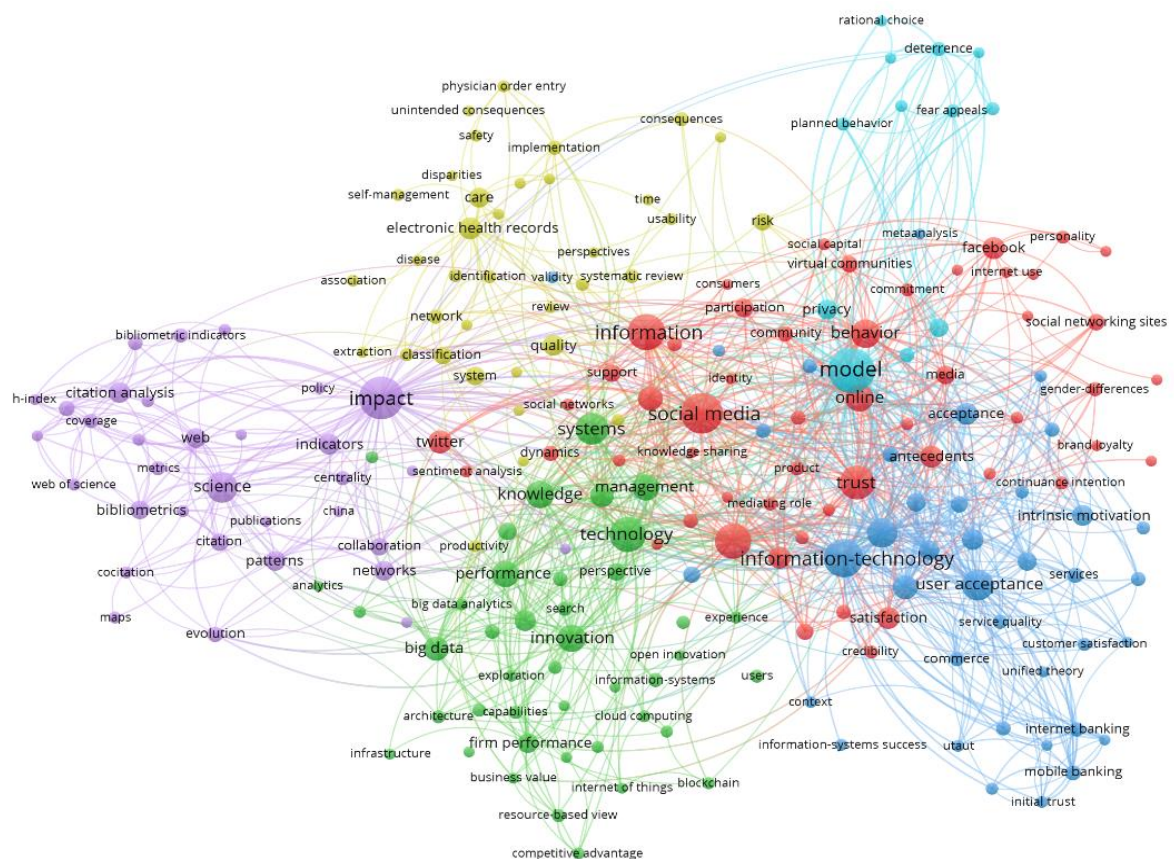 rational choice
deterrence
physician order entry
unintended consequences
fear appeals
consequences
planned behavior
safety
implementation
disparities
self-management
care
time
usability
risk
electronic health records
metaanalysis
personality
social capital
facebook
disease
perspectives
virtual communities
internet use
association
identification
validity
systematic review
consumers
commitment
review
participation
privacy
network
social networking sites
bibliometric indicators
information
community
behavior
extraction
classification
quality
model
system
support
identity
media
gender-differences
policy
citation analysis
h-index
impact
online
social networks
social media
acceptance
coverage
systems
web
indicators
twitter
brand loyalty
dynamics
knowledge sharing
antecedents
metrics
sentiment analysis
product
web of science
centrality
continuance intention
science
management
trust
knowledge
mediating role
bibliometrics
china
intrinsic motivation
publications
technology
citation
collaboration
productivity
information-technology
patterns
networks
perspective
services
cocitation
performance
user acceptance
analytics
big data analytics
search
experience
satisfaction
maps
service quality
evolution
innovation
big data
credibility
customer satisfaction
open innovation
commerce
unified theory
exploration
information-systems
users
context
architecture
capabilities
cloud computing
internet banking
firm performance
information-systems success
utaut
infrastructure
mobile banking
business value
internet of things
blockchain
initial trust
resource-based view
competitive advantage